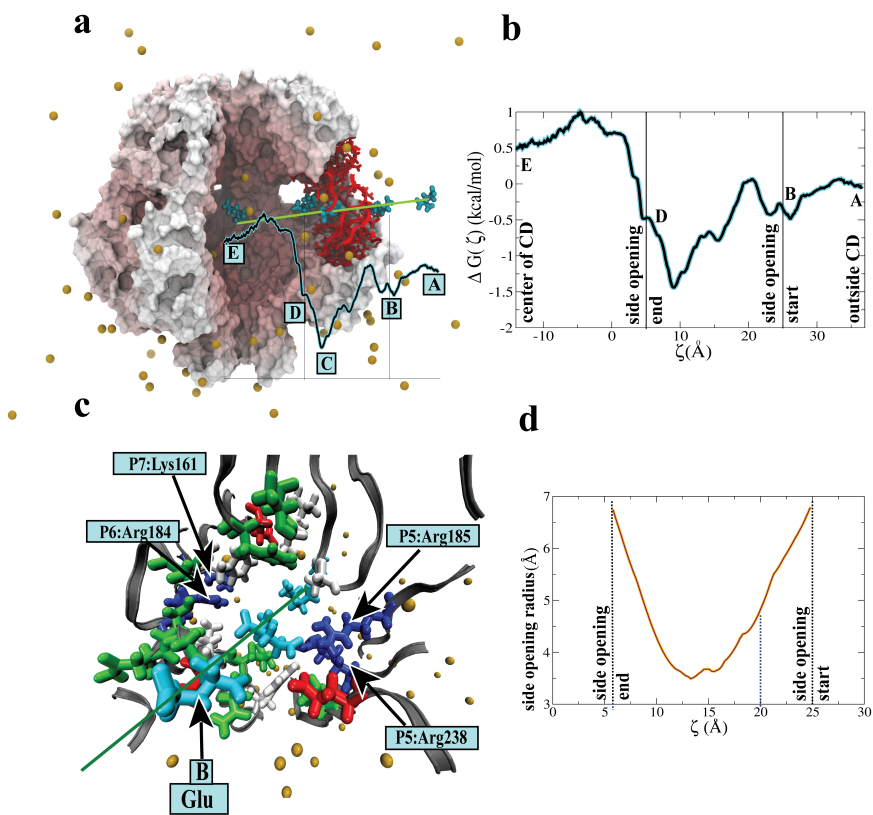 a
E
D
C
B
A
b
1
0.5
0
-0.5
-1
-1.5
-2
Δ G( ζ ) (kcal/mol)
E
D
B
A
center of CD
side opening
end
side opening
start
outside CD
-10
0
10
20
30
ζ(Å)
c
P7:Lys161
P6:Arg184
P5:Arg185
P5:Arg238
B
Glu
d
7
6
5
4
3
side opening radius(Å)
side opening
end
side opening
start
0
5
10
15
20
25
30
ζ (Å)